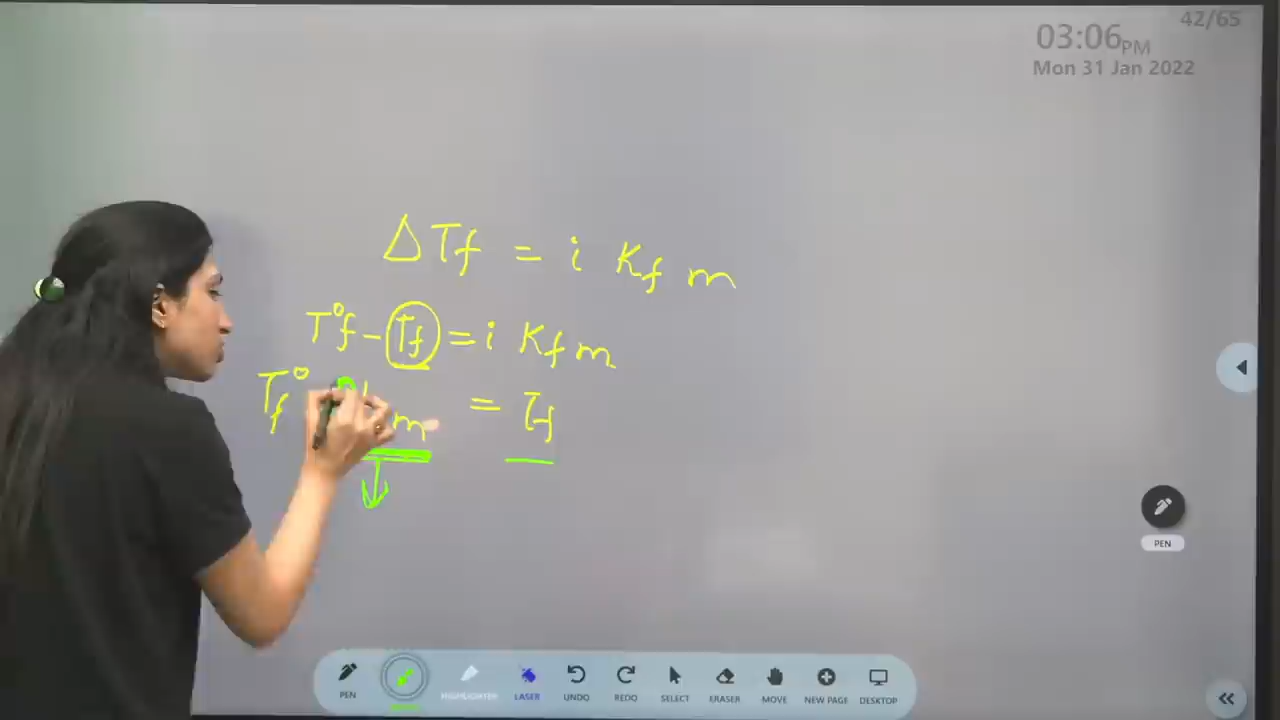 42/65
03:06PM
Mon 31 Jan 2022
ΔTf = i Kf m
T°f - Tf = i Kf m
Tf° m = Tf
PEN
PEN
HIGHLIGHTER
LASER
UNDO
REDO
SELECT
ERASER
MOVE
NEW PAGE
DESKTOP